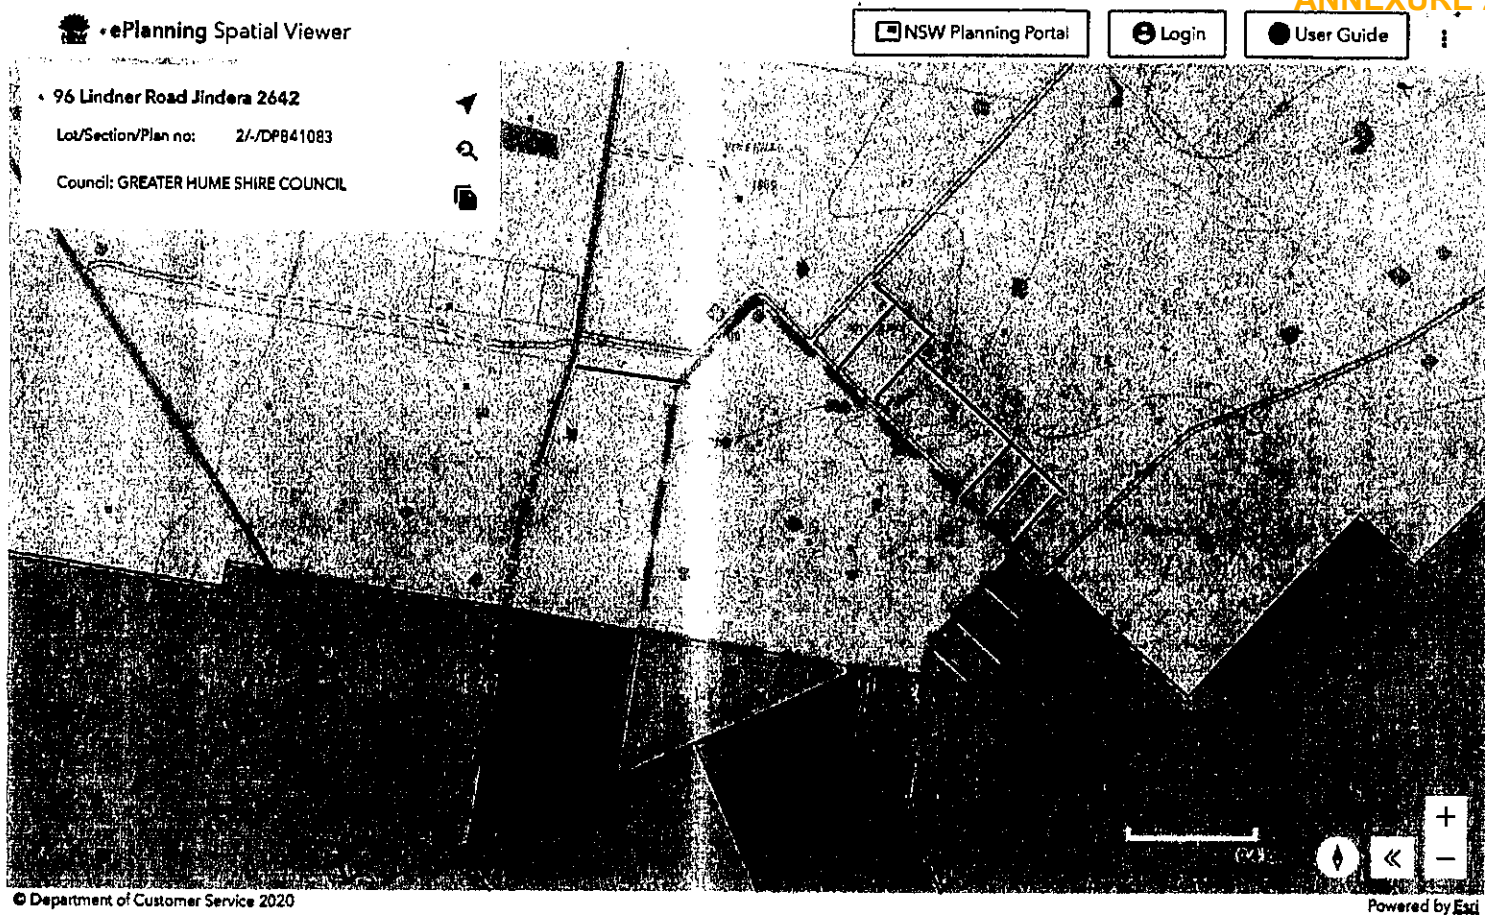 ANNEXURE
ePlanning Spatial Viewer
NSW Planning Portal
Login
User Guide
96 Lindner Road Jindera 2642
Lot/Section/Plan no: 2/-/DP841083
Council: GREATER HUME SHIRE COUNCIL
© Department of Customer Service 2020
Powered by Esri